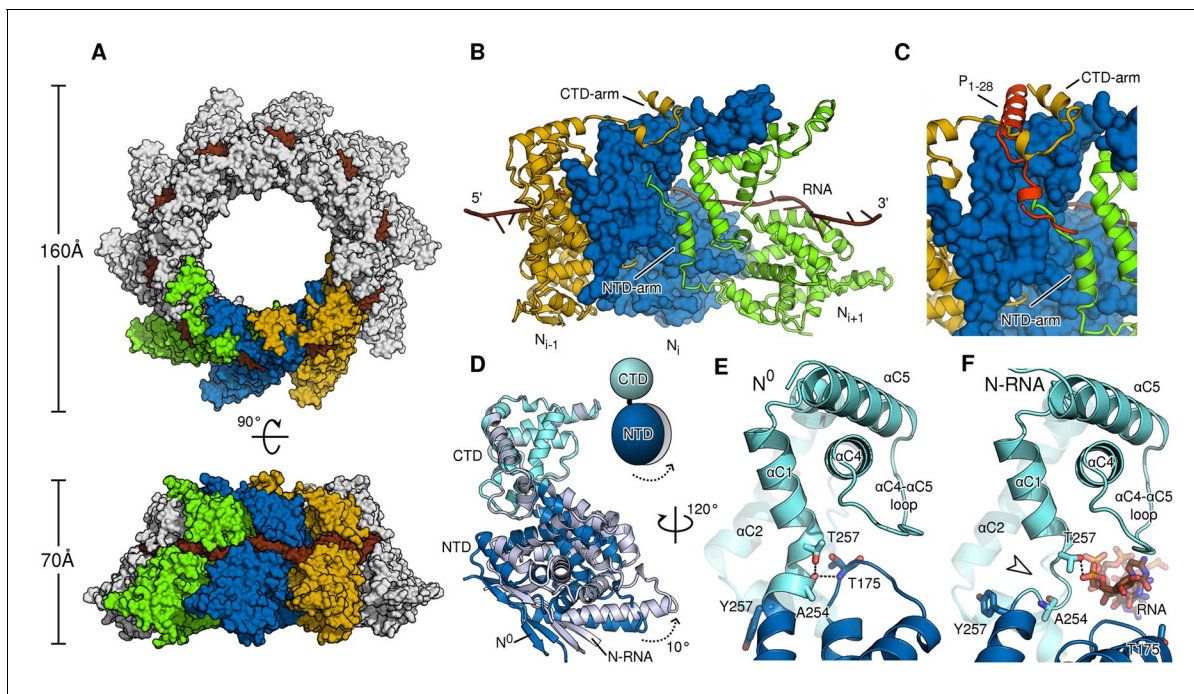 A
160Å
90°
70Å
B
CTD-arm
5'
RNA
3'
NTD-arm
Ni-1
Ni
Ni+1
C
P1-28
CTD-arm
NTD-arm
D
CTD
NTD
CTD
120°
NTD
N0
N-RNA
10°
E
N0
αC5
αC4
αC1
αC4-αC5
loop
αC2
T257
T175
A254
Y257
F
N-RNA
αC5
αC4
αC1
αC4-αC5
loop
αC2
T257
RNA
Y257
A254
T175